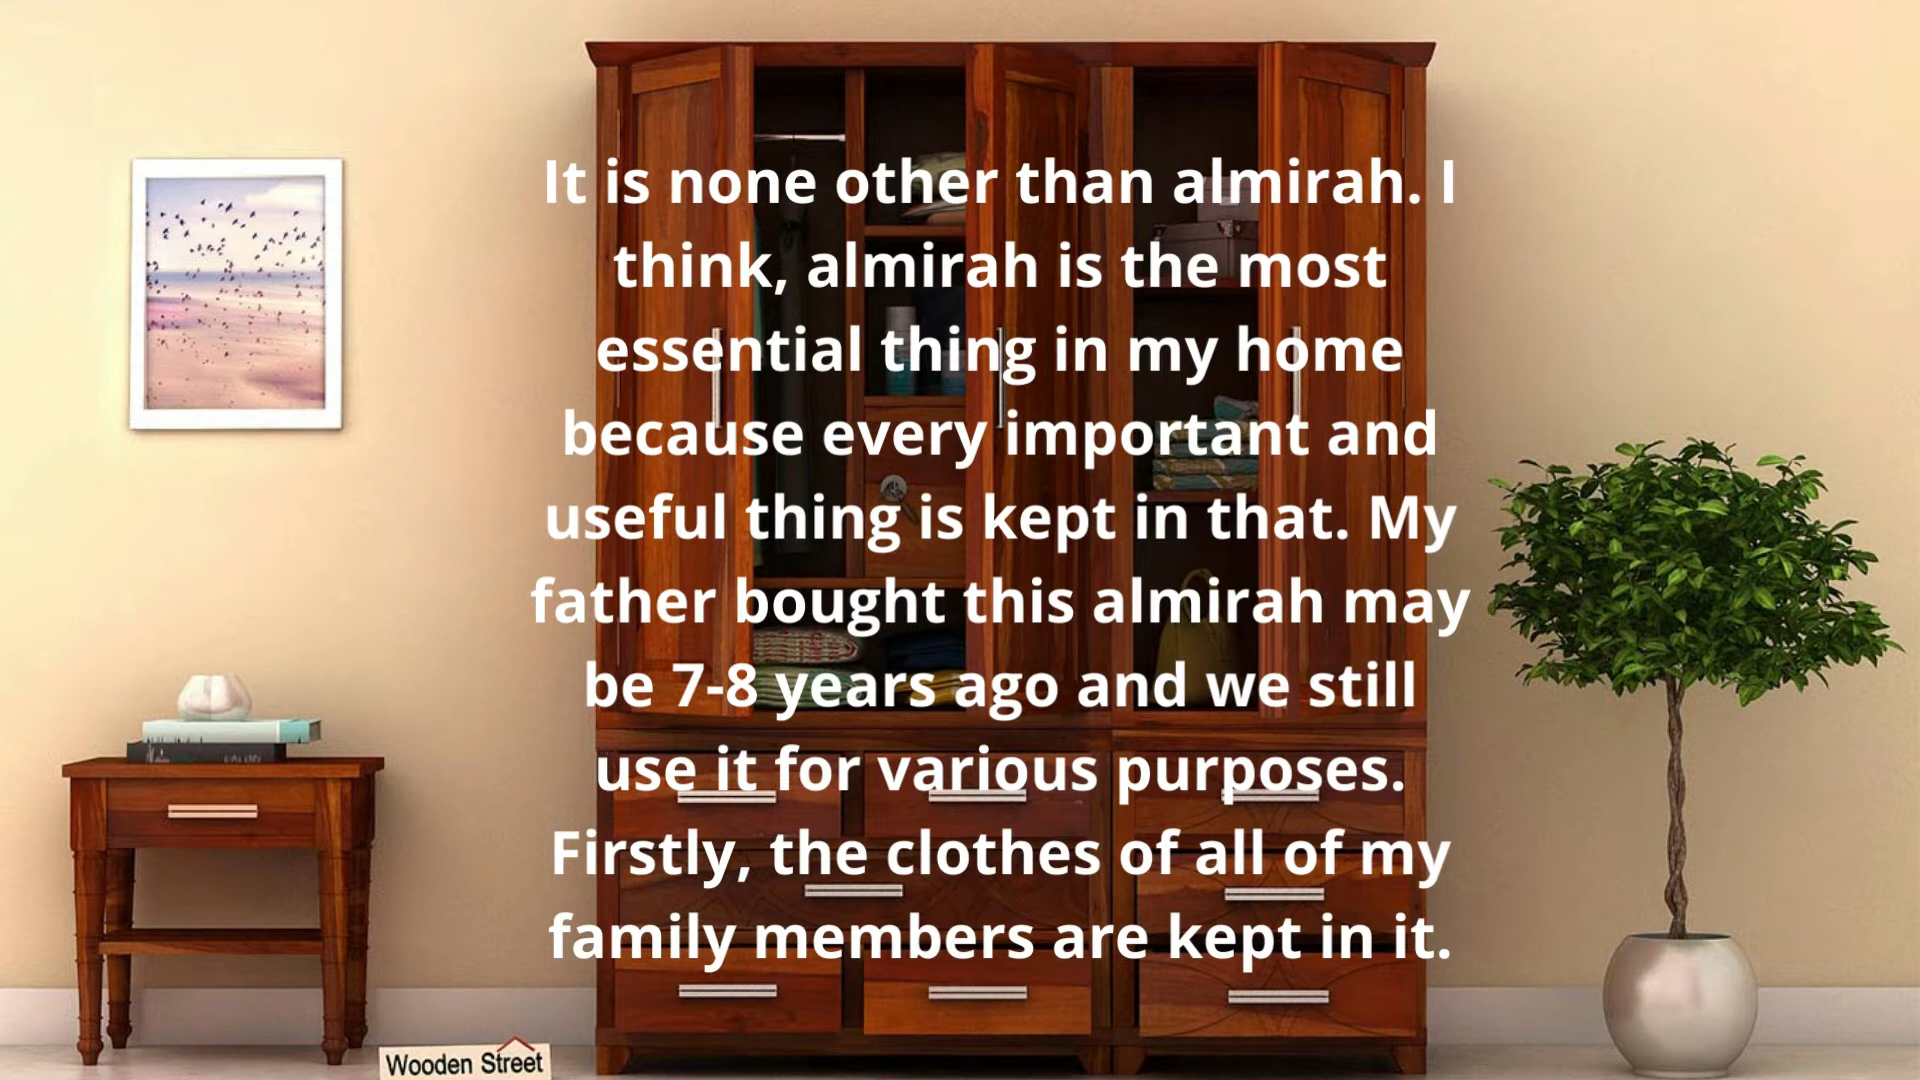 It is none other than almirah. I
think, almirah is the most
essential thing in my home
because every important and
useful thing is kept in that. My
father bought this almirah may
be 7-8 years ago and we still
use it for various purposes.
Firstly, the clothes of all of my
family members are kept in it.
Wooden Street